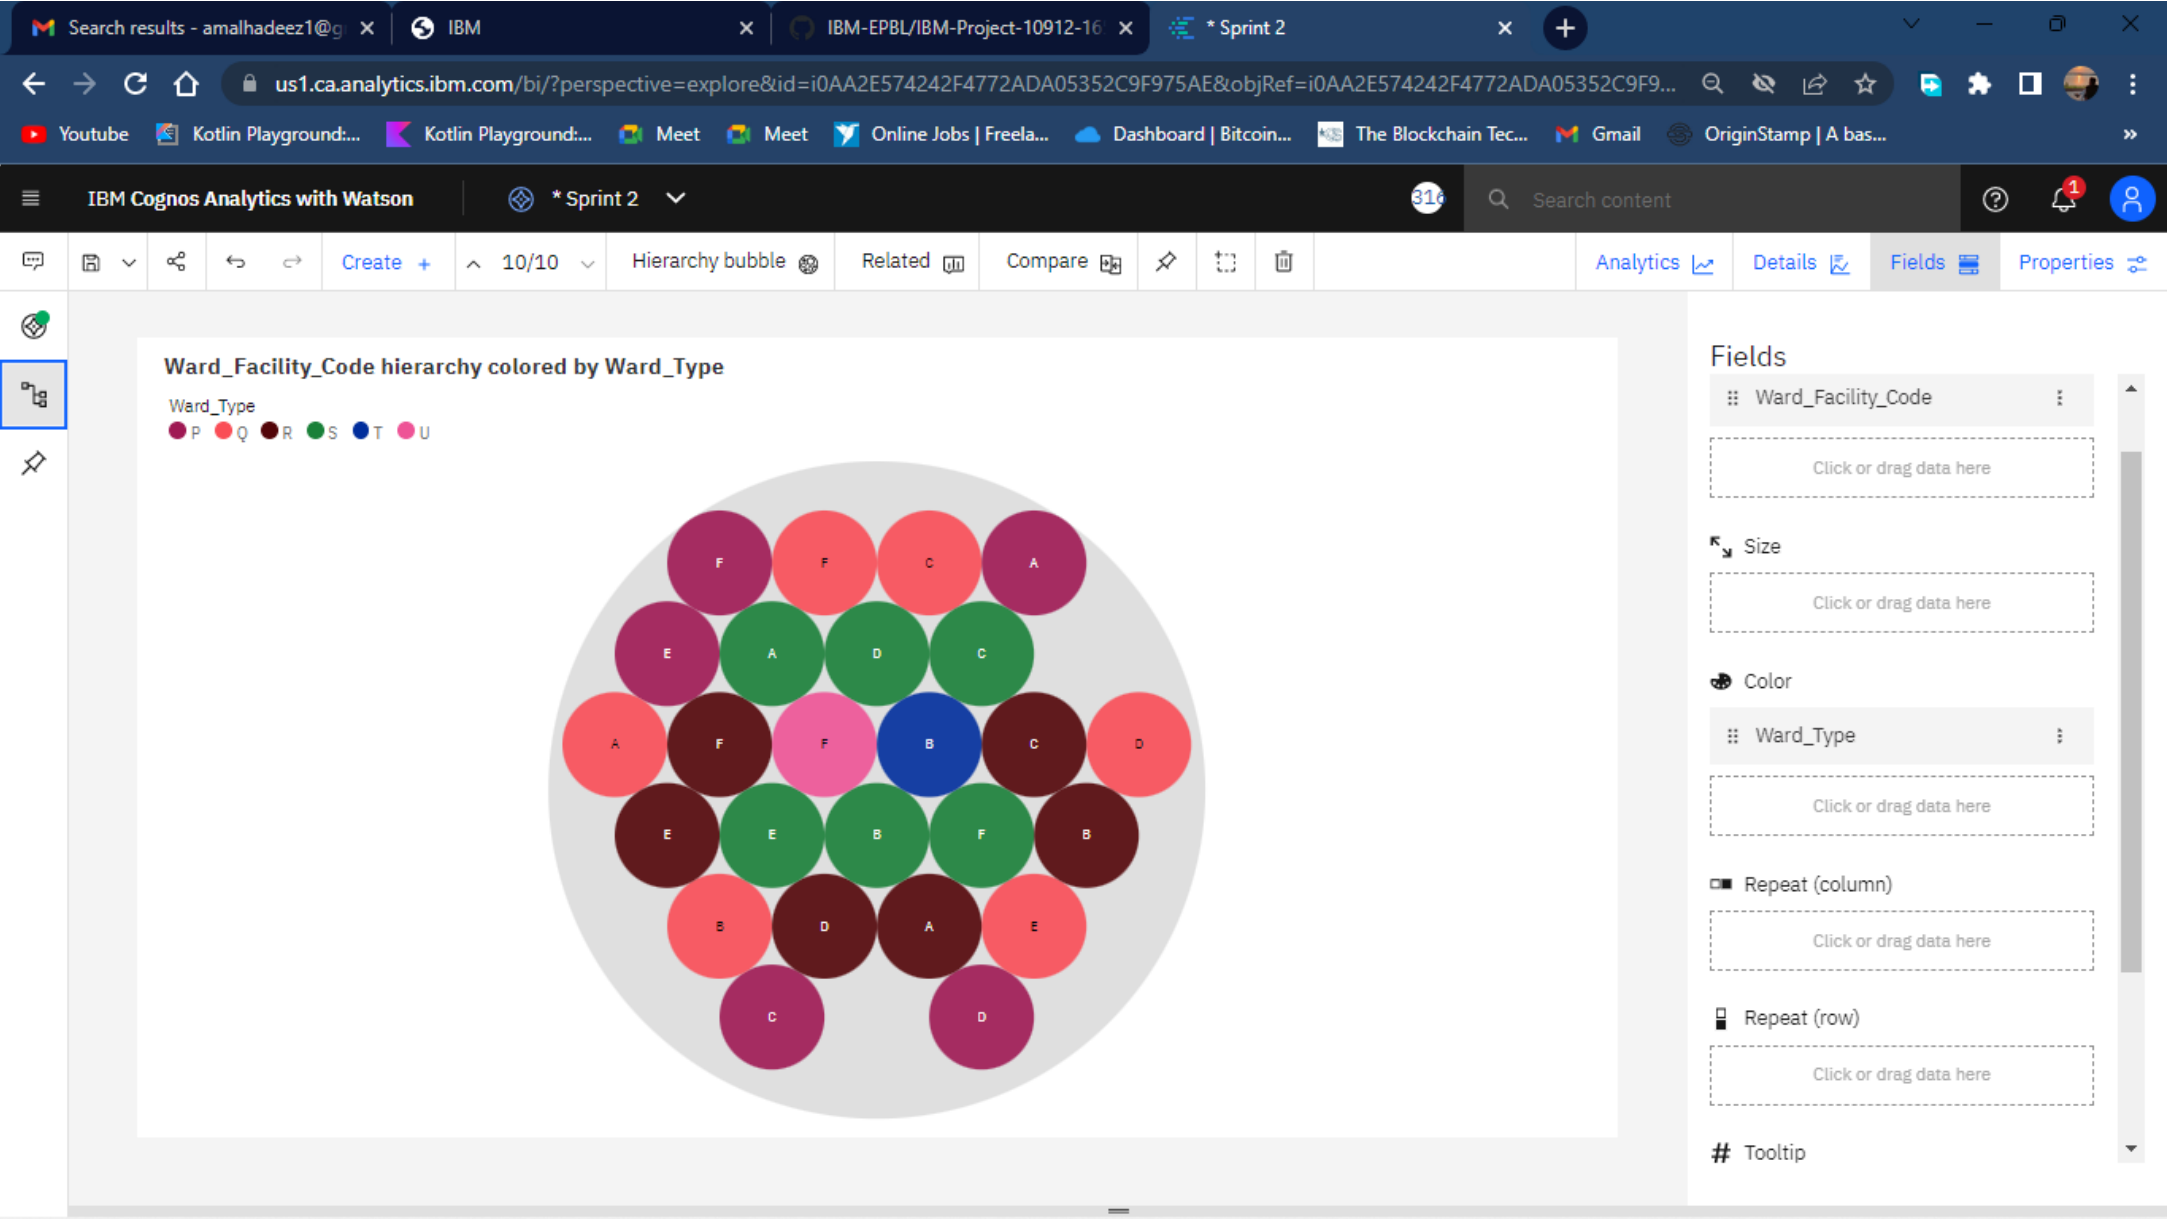 Search results - amalhadeez1@g
IBM
IBM-EPBL/IBM-Project-10912-16
* Sprint 2
us1.ca.analytics.ibm.com/bi/?perspective=explore&id=i0AA2E574242F4772ADA05352C9F975AE&objRef=i0AA2E574242F4772ADA05352C9F9...
Youtube
Kotlin Playground:...
Kotlin Playground:...
Meet
Meet
Online Jobs | Freela...
Dashboard | Bitcoin...
The Blockchain Tec...
Gmail
OriginStamp | A bas...
»
IBM Cognos Analytics with Watson
* Sprint 2
316
Search content
1
Create +
10/10
Hierarchy bubble
Related
Compare
Analytics
Details
Fields
Properties
Ward_Facility_Code hierarchy colored by Ward_Type
Ward_Type
P Q R S T U
F F C A
E A D C
A F F B C D
E E B F B
B D A E
C D
Fields
Ward_Facility_Code
Click or drag data here
Size
Click or drag data here
Color
Ward_Type
Click or drag data here
Repeat (column)
Click or drag data here
Repeat (row)
Click or drag data here
# Tooltip